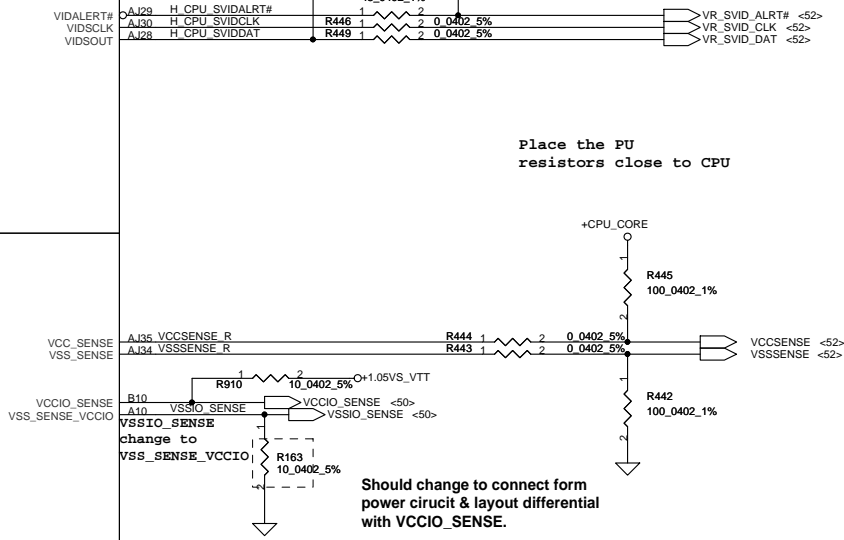 VIDALERT# AJ29 H_CPU_SVIDALRT# 1 2 VR_SVID_ALRT# <52>
VIDSCLK AJ30 H_CPU_SVIDCLK R446 1 2 0_0402_5% VR_SVID_CLK <52>
VIDSOUT AJ28 H_CPU_SVIDDAT R449 1 2 0_0402_5% VR_SVID_DAT <52>
Place the PU
resistors close to CPU
+CPU_CORE
1
R445
100_0402_1%
2
VCC_SENSE AJ35 VCCSENSE_R R444 1 2 0_0402_5% VCCSENSE <52>
VSS_SENSE AJ34 VSSSENSE_R R443 1 2 0_0402_5% VSSSENSE <52>
1 2 +1.05VS_VTT
R910 10_0402_5%
1
R442
100_0402_1%
2
VCCIO_SENSE B10 VCCIO_SENSE <50>
VSS_SENSE_VCCIO A10 VSSIO_SENSE VSSIO_SENSE <50>
VSSIO_SENSE
change to
VSS_SENSE_VCCIO
1
R163
10_0402_5%
2
Should change to connect form
power cirucit & layout differential
with VCCIO_SENSE.